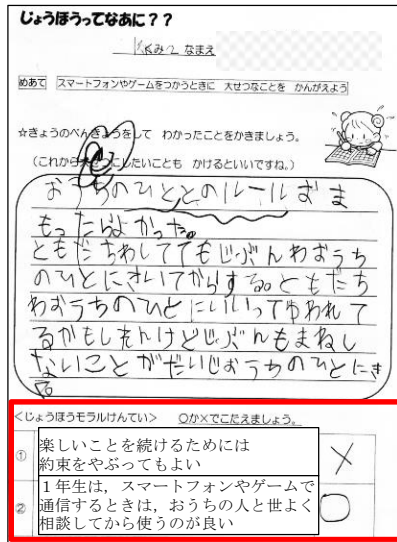 じょうほうってなあに??
くみ2 なまえ
めあて スマートフォンやゲームをつかうときに 大せつなことを かんがえよう
☆きょうのべんきょうをして わかったことをかきましょう。
(これから にしたいことも かけるといいですね。)
おうちのひととのルールおま
もったらよかった。
ともだちわしててもじぶんわおうち
のひとにきいてからする。ともだち
わおうちのひとにいいってゆわれて
るかもしれんけどじぶんもまねし
ないことがだいじおうちのひとにき
る
<じょうほうモラルけんてい> ○か×でこたえましょう。
① 楽しいことを続けるためには
約束をやぶってもよい ×
② 1年生は,スマートフォンやゲームで
通信するときは,おうちの人と世よく
相談してから使うのが良い ○